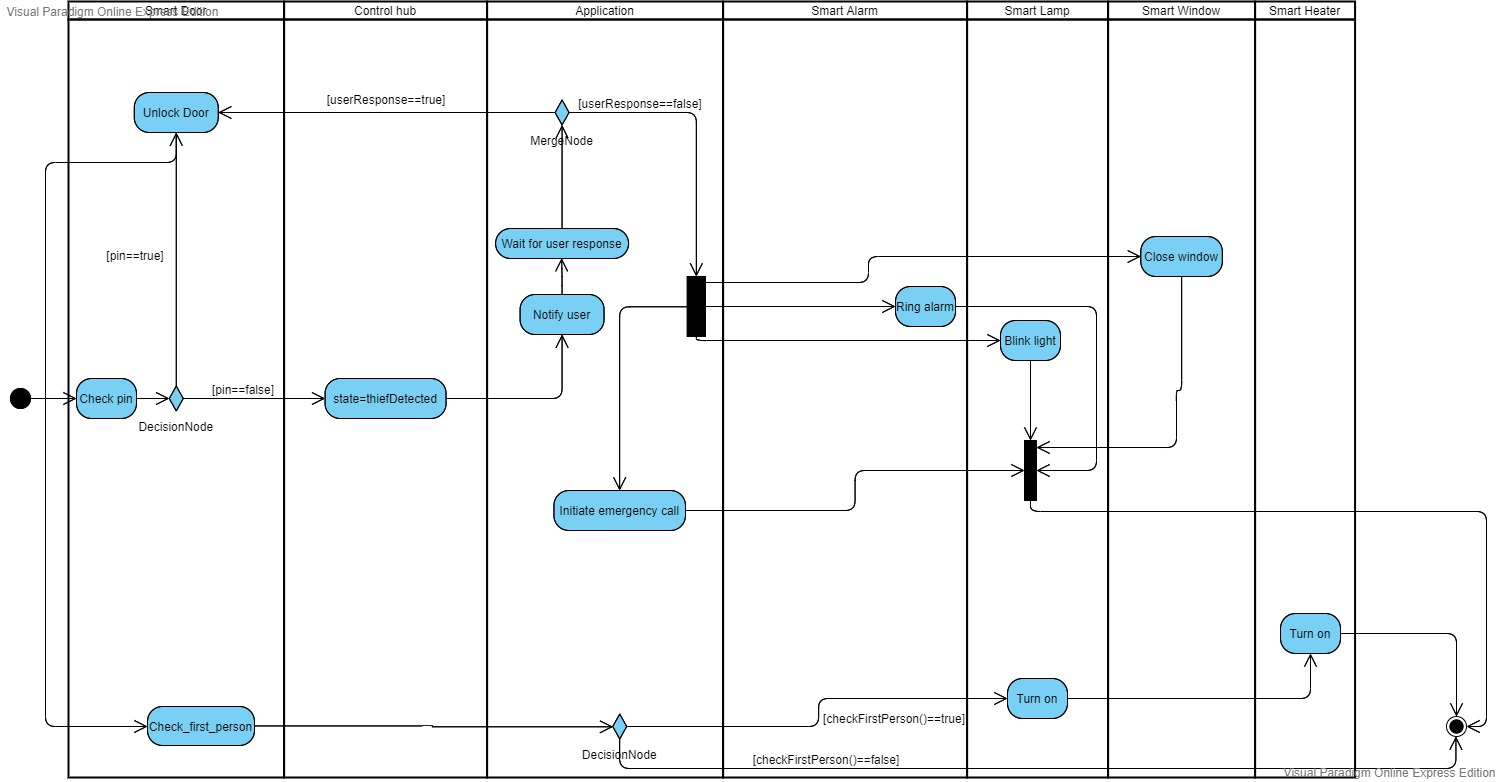 Visual Paradigm Online Express Edition
Smart Door
Control hub
Application
Smart Alarm
Smart Lamp
Smart Window
Smart Heater
Unlock Door
[userResponse==true]
[userResponse==false]
MergeNode
[pin==true]
Wait for user response
Close window
Notify user
Ring alarm
Blink light
Check pin
[pin==false]
state=thiefDetected
DecisionNode
Initiate emergency call
Turn on
Turn on
Check_first_person
[checkFirstPerson()==true]
DecisionNode
[checkFirstPerson()==false]
Visual Paradigm Online Express Edition